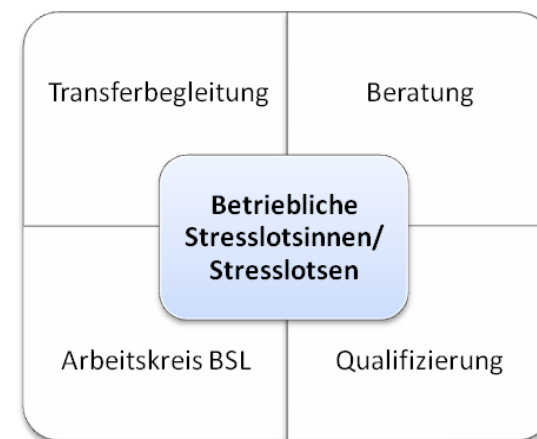 Transferbegleitung
Beratung
Betriebliche
Stresslotsinnen/
Stresslotsen
Arbeitskreis BSL
Qualifizierung